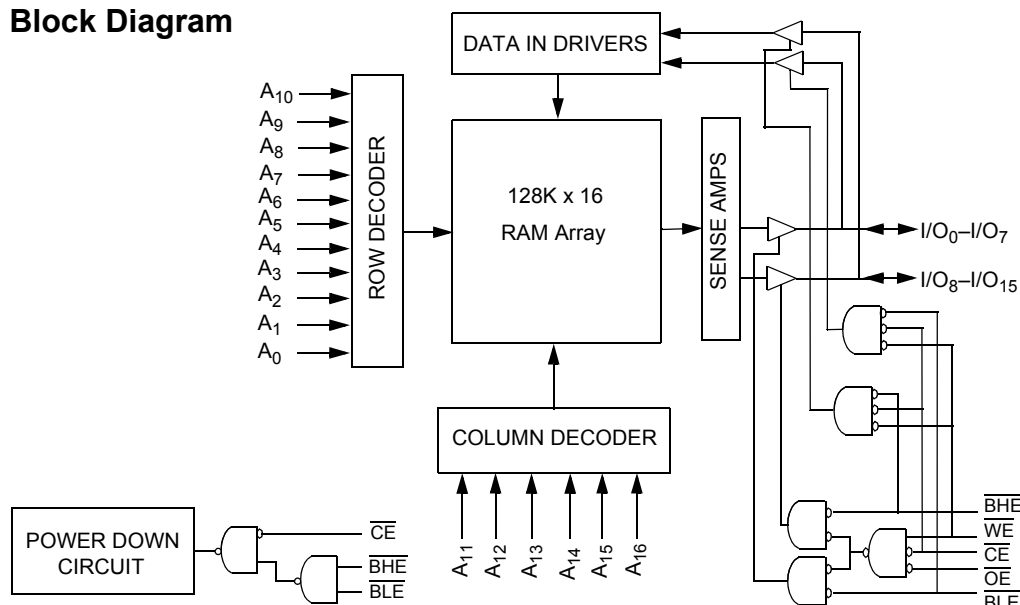 Block Diagram
DATA IN DRIVERS
A10
A9
A8
A7
A6
A5
A4
A3
A2
A1
A0
ROW DECODER
128K x 16
RAM Array
SENSE AMPS
I/O0–I/O7
I/O8–I/O15
COLUMN DECODER
A11
A12
A13
A14
A15
A16
POWER DOWN
CIRCUIT
CE
BHE
BLE
BHE
WE
CE
OE
BLE